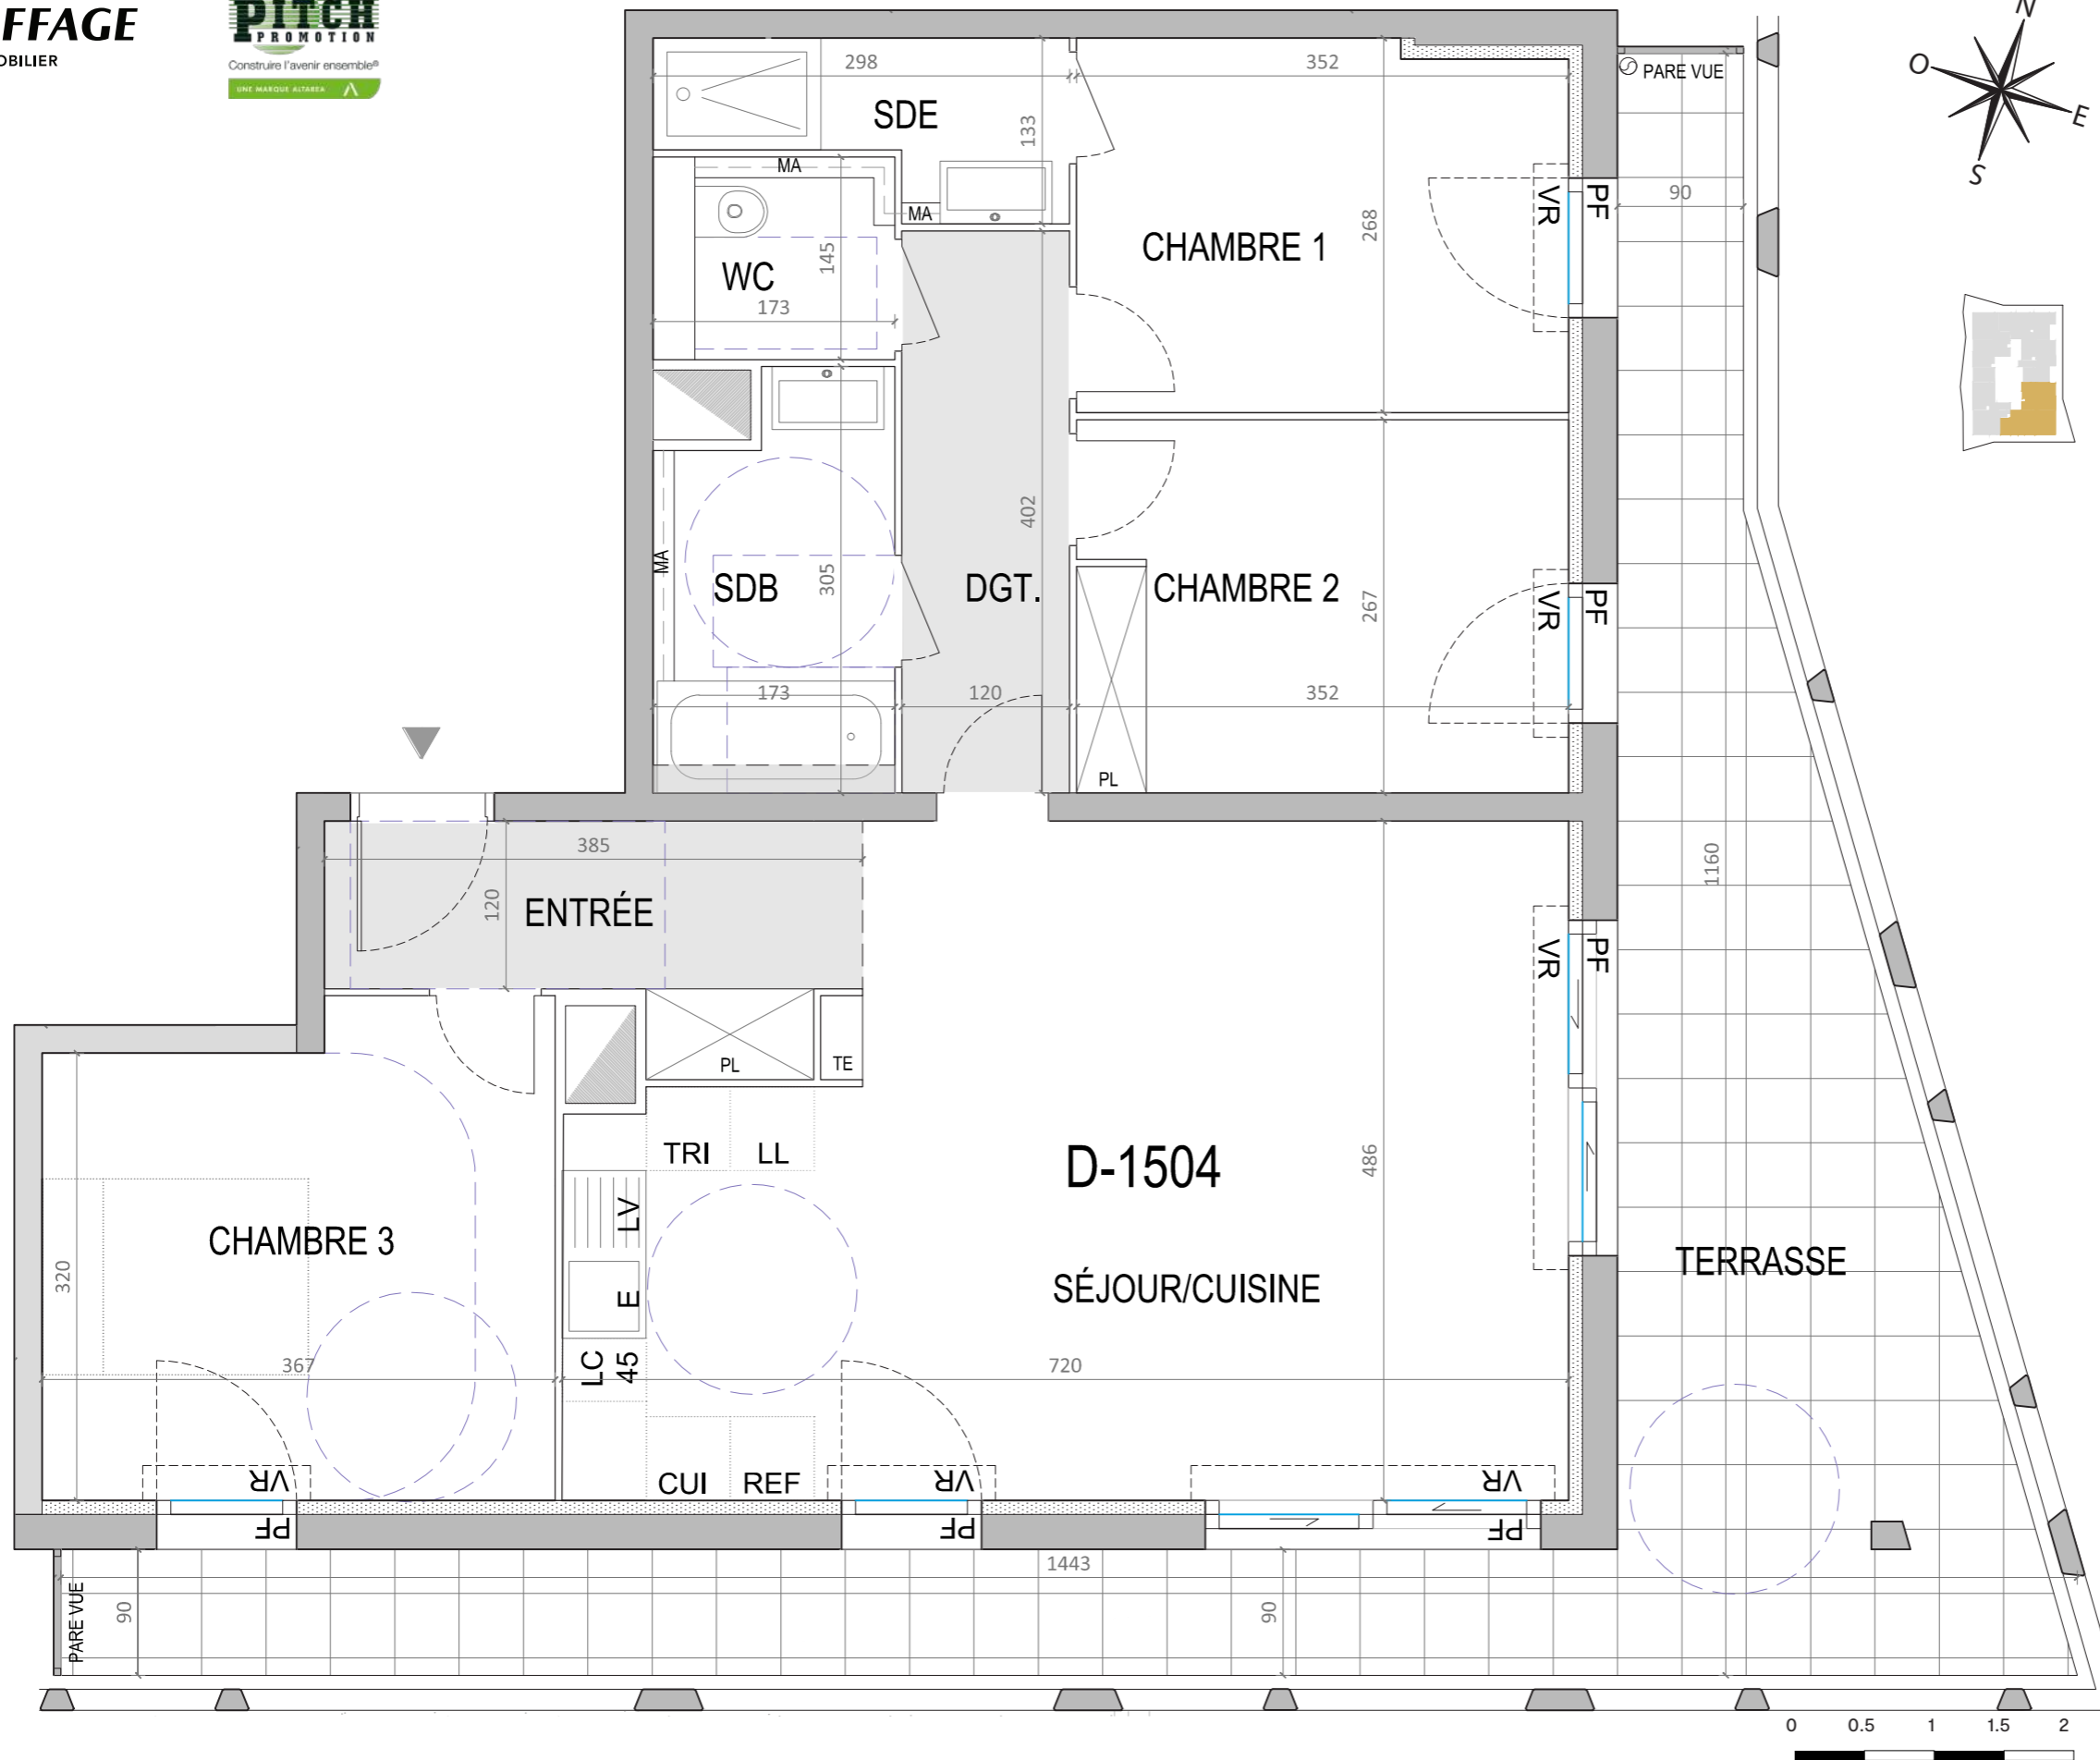 FFAGE
OBILIER
PITCH
PROMOTION
Construire l'avenir ensemble®
UNE MARQUE ALTAREA
N
O
E
S
298
352
PARE VUE
SDE
133
MA
MA
VR
PF
90
CHAMBRE 1
268
WC
145
173
402
MA
SDB
305
DGT.
CHAMBRE 2
267
VR
PF
173
120
352
PL
385
120
ENTRÉE
1160
VR
PF
PL
TE
TRI
LL
D-1504
486
LV
CHAMBRE 3
320
E
SÉJOUR/CUISINE
TERRASSE
LC
45
367
720
CUI
REF
VR
VR
VR
PF
PF
PF
1443
PARE VUE
90
90
0 0.5 1 1.5 2